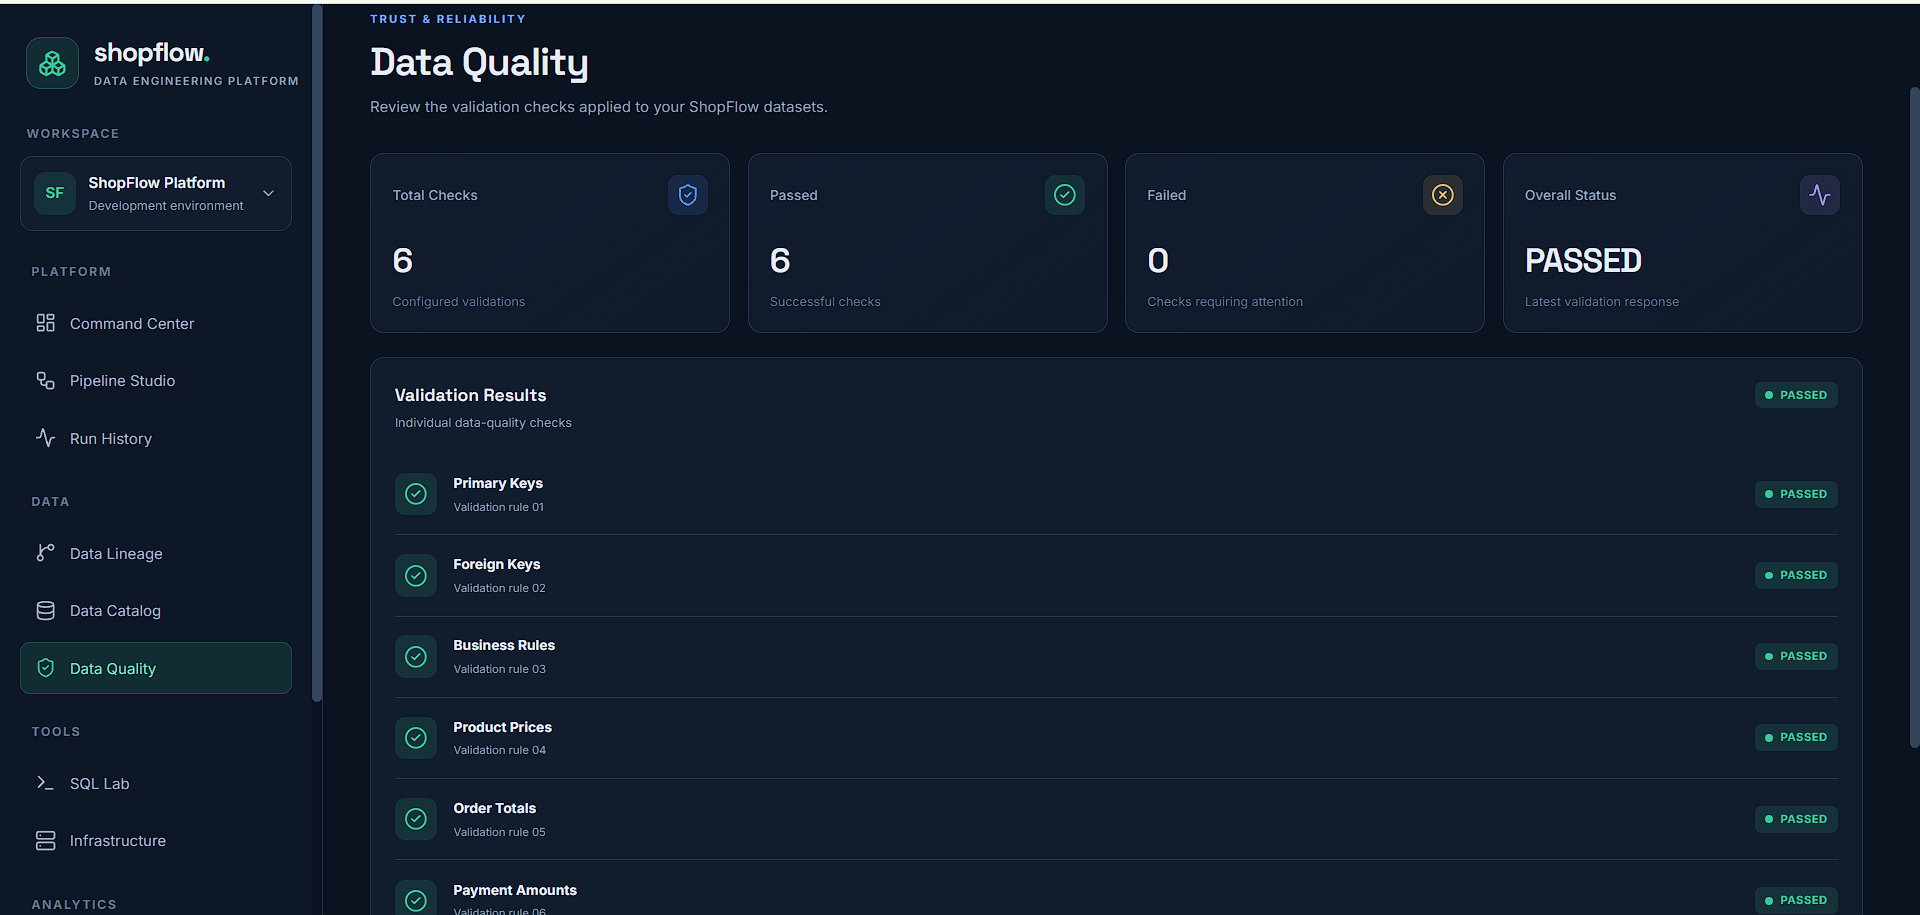 shopflow.
DATA ENGINEERING PLATFORM
WORKSPACE
SF
ShopFlow Platform
Development environment
PLATFORM
Command Center
Pipeline Studio
Run History
DATA
Data Lineage
Data Catalog
Data Quality
TOOLS
SQL Lab
Infrastructure
ANALYTICS
TRUST & RELIABILITY
Data Quality
Review the validation checks applied to your ShopFlow datasets.
Total Checks
6
Configured validations
Passed
6
Successful checks
Failed
0
Checks requiring attention
Overall Status
PASSED
Latest validation response
Validation Results
PASSED
Individual data-quality checks
Primary Keys
Validation rule 01
PASSED
Foreign Keys
Validation rule 02
PASSED
Business Rules
Validation rule 03
PASSED
Product Prices
Validation rule 04
PASSED
Order Totals
Validation rule 05
PASSED
Payment Amounts
Validation rule 06
PASSED